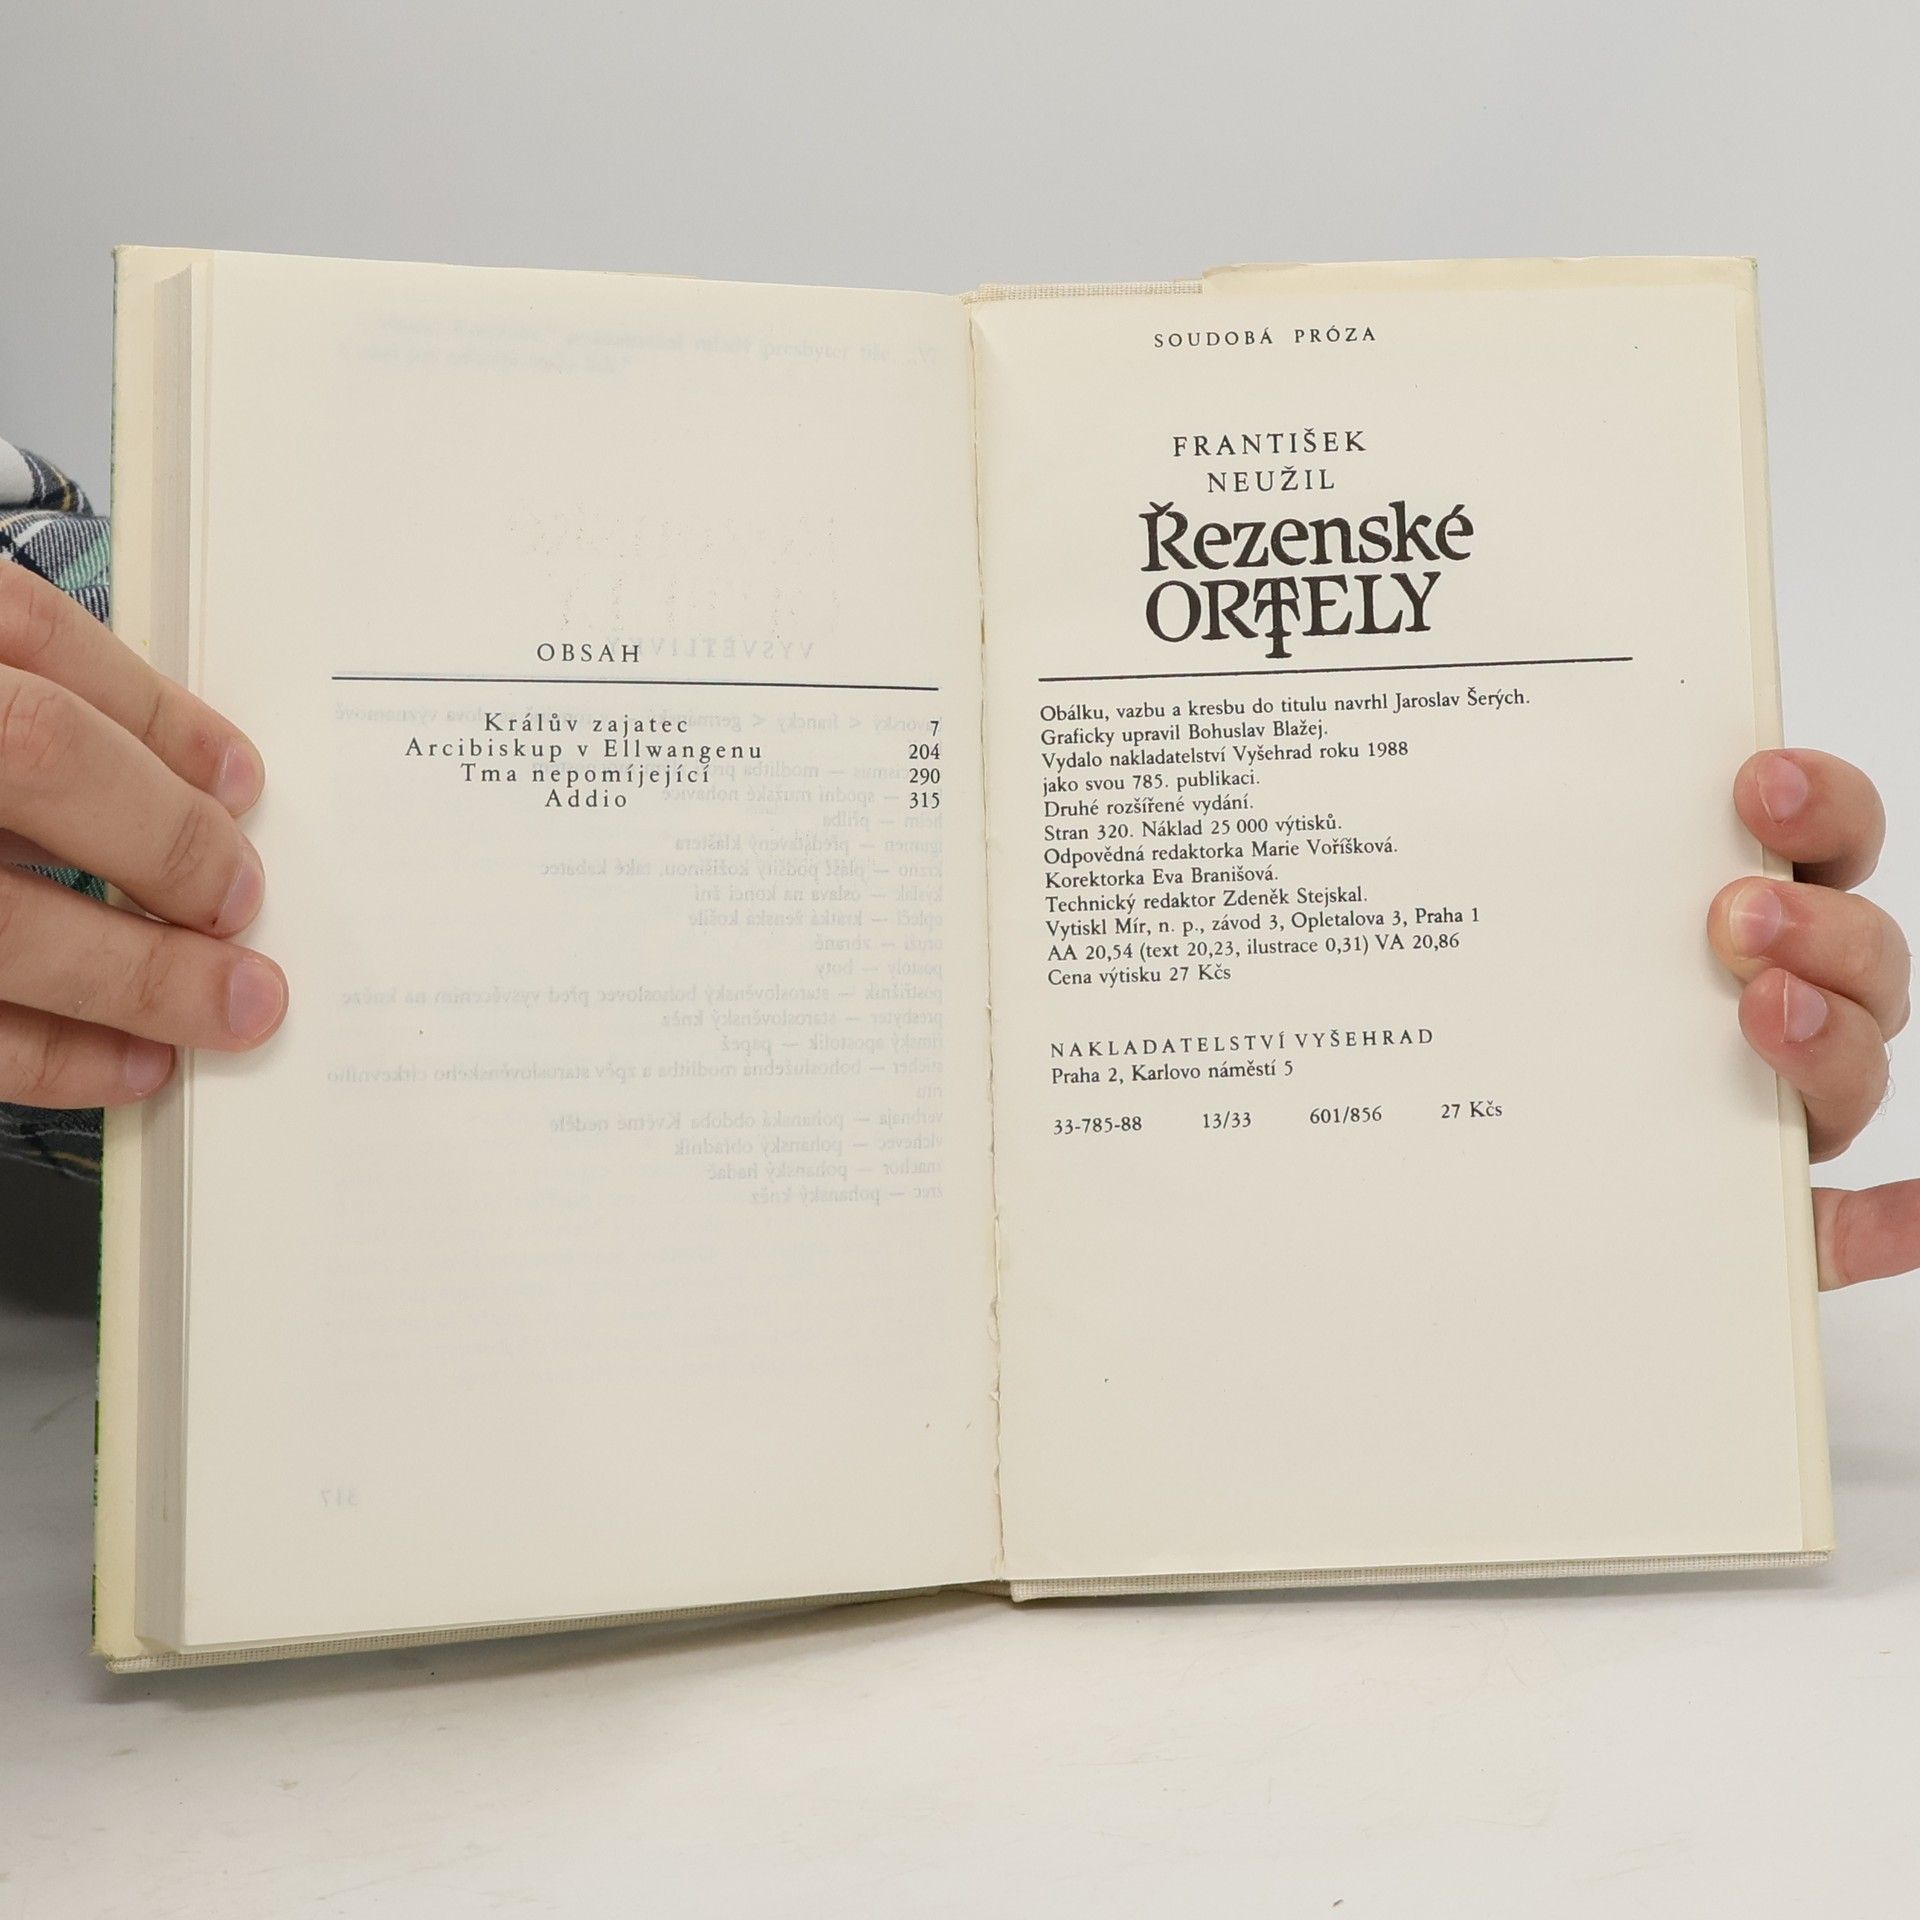 OBSAH
Králův zajatec 7
Arcibiskup v Ellwangenu 204
Tma nepomíjející 290
Addio 315
SOUDOBÁ PRÓZA
FRANTIŠEK
NEUŽIL
Řezenské
ORTELY
Obálku, vazbu a kresbu do titulu navrhl Jaroslav Šerých.
Graficky upravil Bohuslav Blažej.
Vydalo nakladatelství Vyšehrad roku 1988
jako svou 785. publikaci.
Druhé rozšířené vydání.
Stran 320. Náklad 25 000 výtisků.
Odpovědná redaktorka Marie Voříšková.
Korektorka Eva Branišová.
Technický redaktor Zdeněk Stejskal.
Vytiskl Mír, n. p., závod 3, Opletalova 3, Praha 1
AA 20,54 (text 20,23, ilustrace 0,31) VA 20,86
Cena výtisku 27 Kčs
NAKLADATELSTVÍ VYŠEHRAD
Praha 2, Karlovo náměstí 5
33-785-88 13/33 601/856 27 Kčs